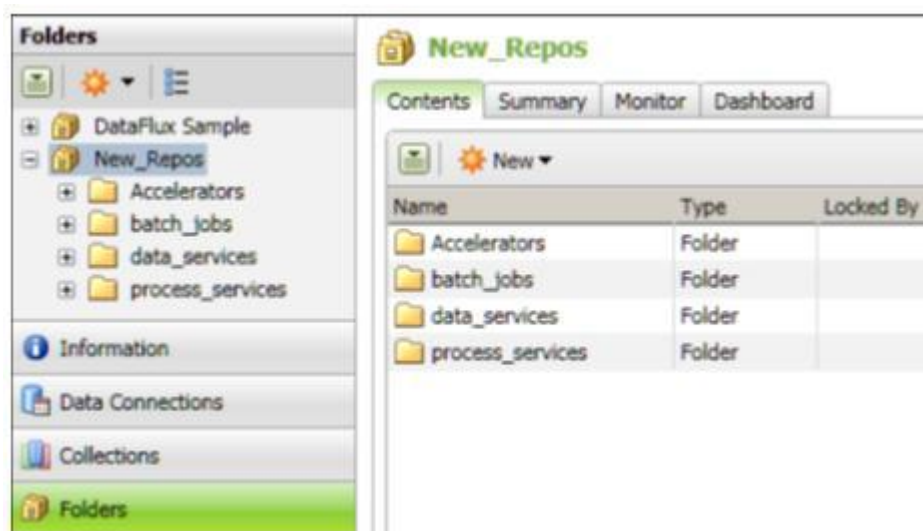 Folders
DataFlux Sample
New_Repos
Accelerators
batch_jobs
data_services
process_services
Information
Data Connections
Collections
Folders
New_Repos
Contents Summary Monitor Dashboard
New
Name Type Locked By
Accelerators Folder
batch_jobs Folder
data_services Folder
process_services Folder